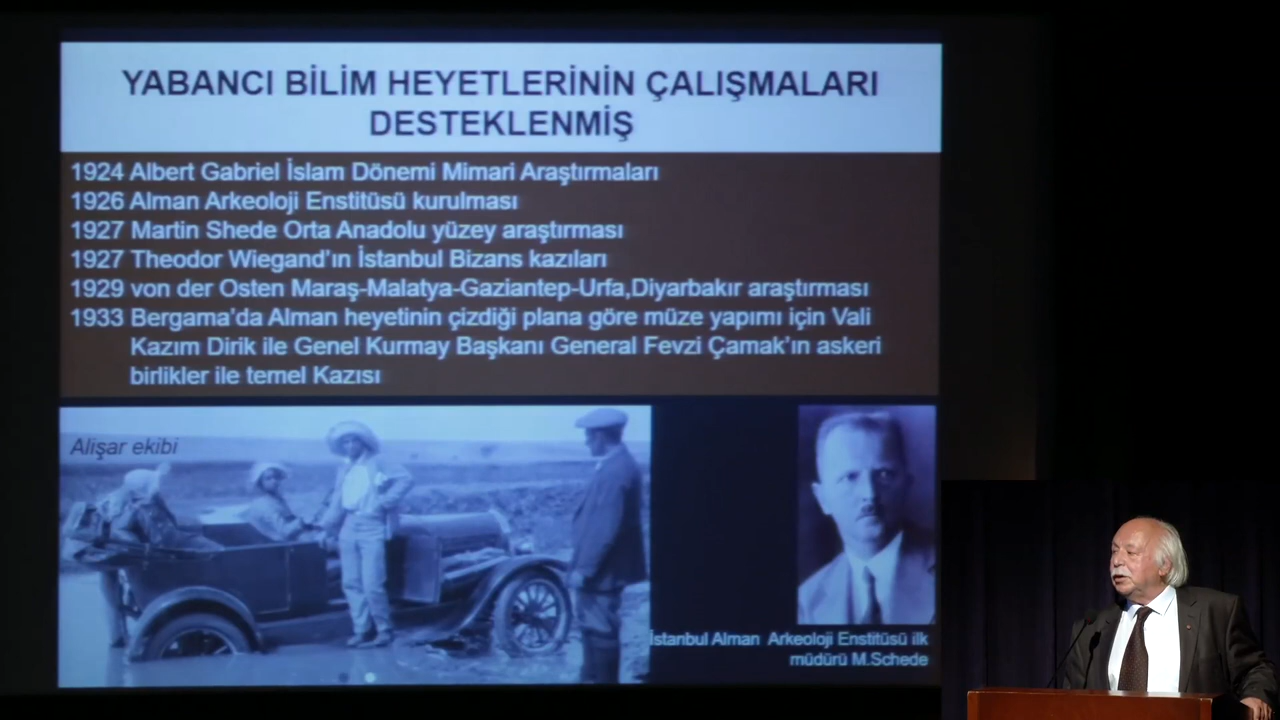 YABANCI BİLİM HEYETLERİNİN ÇALIŞMALARI
DESTEKLENMİŞ
1924 Albert Gabriel İslam Dönemi Mimari Araştırmaları
1926 Alman Arkeoloji Enstitüsü kurulması
1927 Martin Shede Orta Anadolu yüzey araştırması
1927 Theodor Wiegand’ın İstanbul Bizans kazıları
1929 von der Osten Maraş-Malatya-Gaziantep-Urfa,Diyarbakır araştırması
1933 Bergama’da Alman heyetinin çizdiği plana göre müze yapımı için Vali
Kazım Dirik ile Genel Kurmay Başkanı General Fevzi Çamak’ın askeri
birlikler ile temel Kazısı
Alişar ekibi
İstanbul Alman Arkeoloji Enstitüsü ilk
müdürü M.Schede